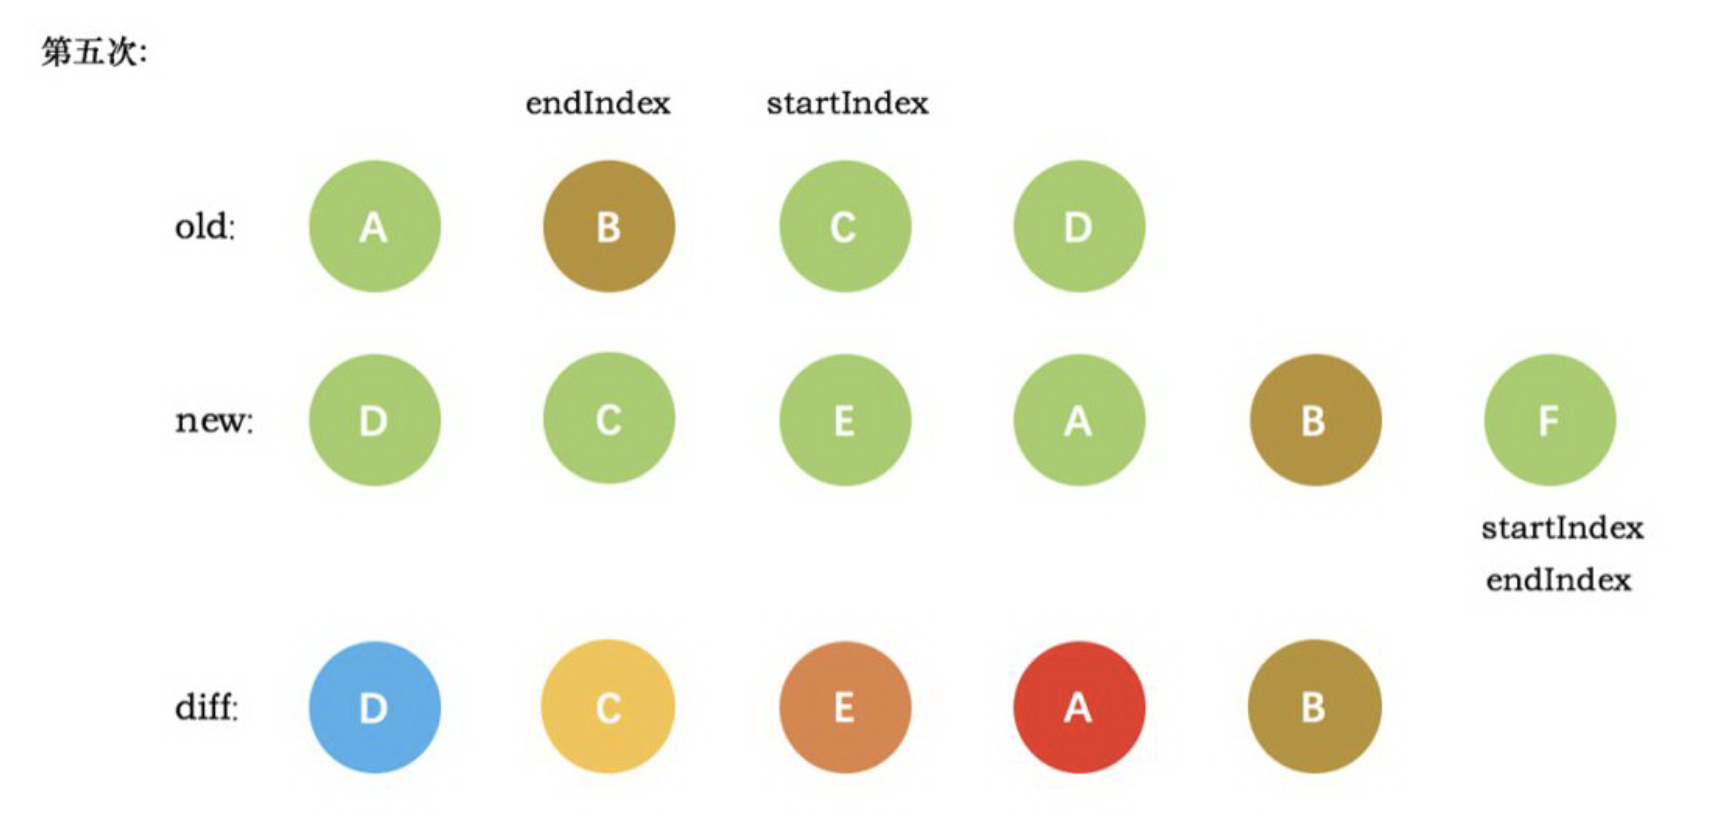 第五次:
endIndex startIndex
old: A B C D
new: D C E A B F
startIndex
endIndex
diff: D C E A B